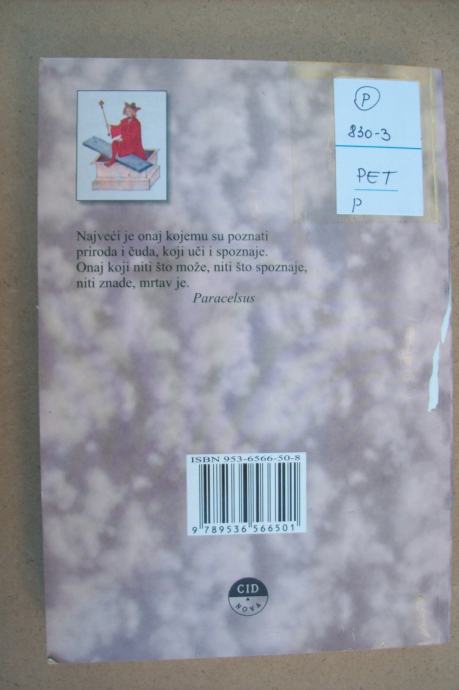 P
830-3
PET
P
Najveći je onaj kojemu su poznati
priroda i čuda, koji uči i spoznaje.
Onaj koji niti što može, niti što spoznaje,
niti znade, mrtav je.
Paracelsus
ISBN 953-6566-50-8
9 789536 566501
CID
NOVA